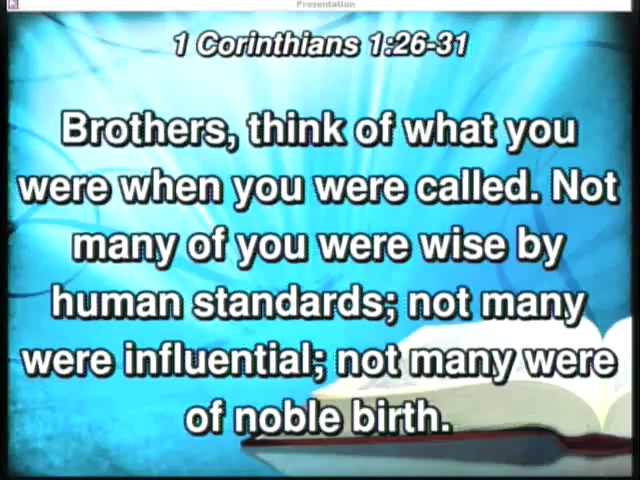 Presentation
1 Corinthians 1:26-31
Brothers, think of what you
were when you were called. Not
many of you were wise by
human standards; not many
were influential; not many were
of noble birth.